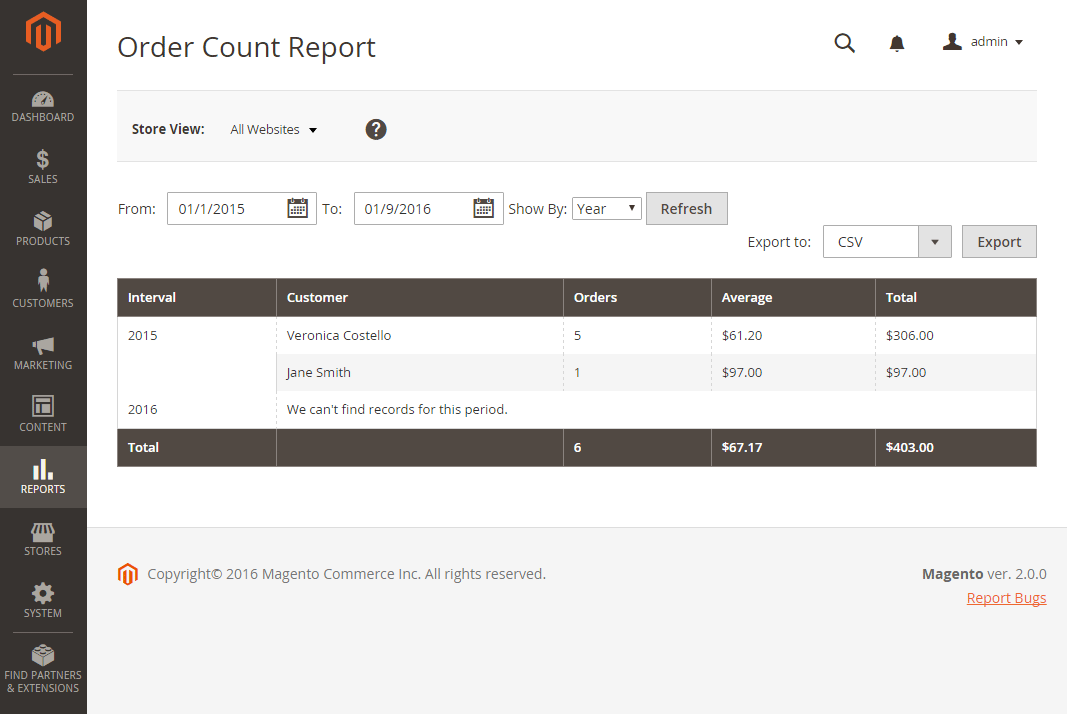 Order Count Report
admin
DASHBOARD
SALES
PRODUCTS
CUSTOMERS
MARKETING
CONTENT
REPORTS
STORES
SYSTEM
FIND PARTNERS
& EXTENSIONS
Store View: All Websites ?
From: 01/1/2015 To: 01/9/2016 Show By: Year Refresh
Export to: CSV Export
Interval Customer Orders Average Total
2015 Veronica Costello 5 $61.20 $306.00
Jane Smith 1 $97.00 $97.00
2016 We can't find records for this period.
Total 6 $67.17 $403.00
Copyright© 2016 Magento Commerce Inc. All rights reserved. Magento ver. 2.0.0
Report Bugs